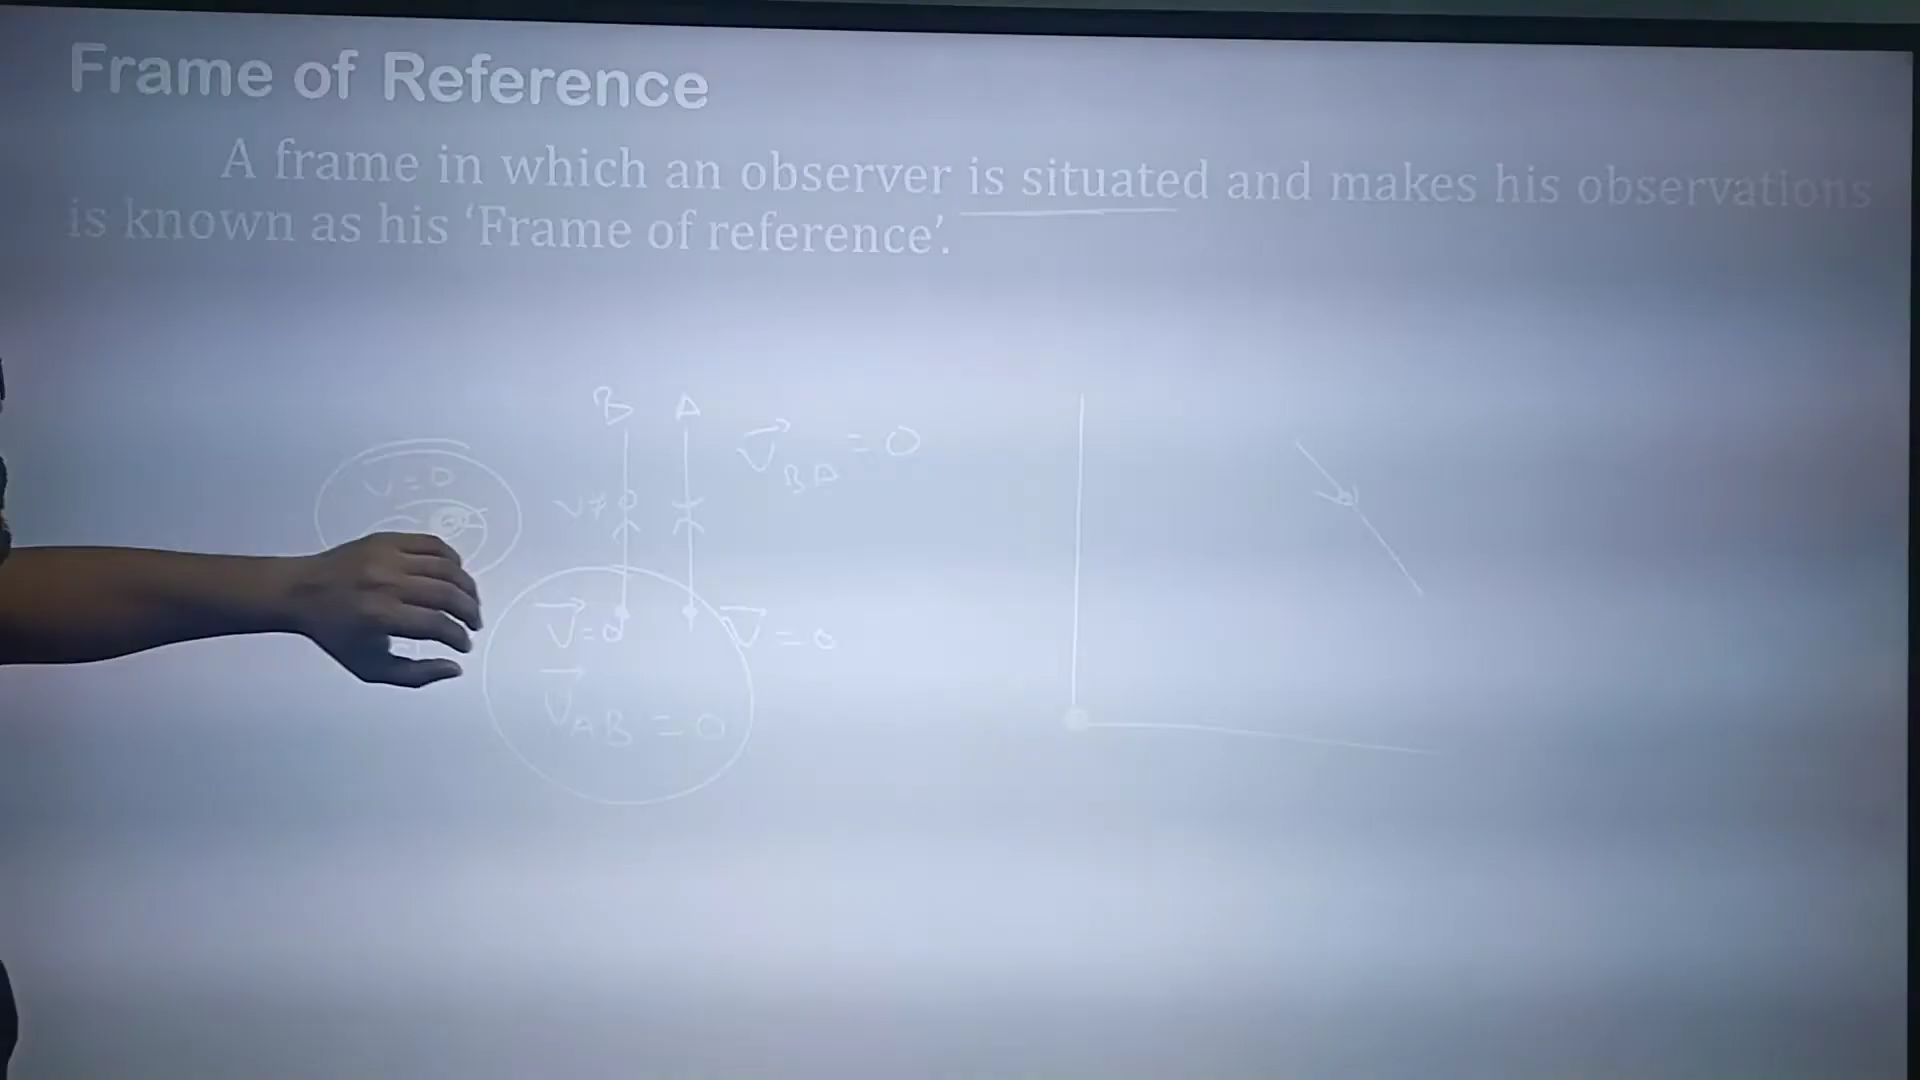 Frame of Reference
A frame in which an observer is situated and makes his observations
is known as his ‘Frame of reference’.
B A
V⃗BA = 0
V = 0
V ≠ 0
V⃗ = 0
V⃗ = 0
V⃗AB = 0